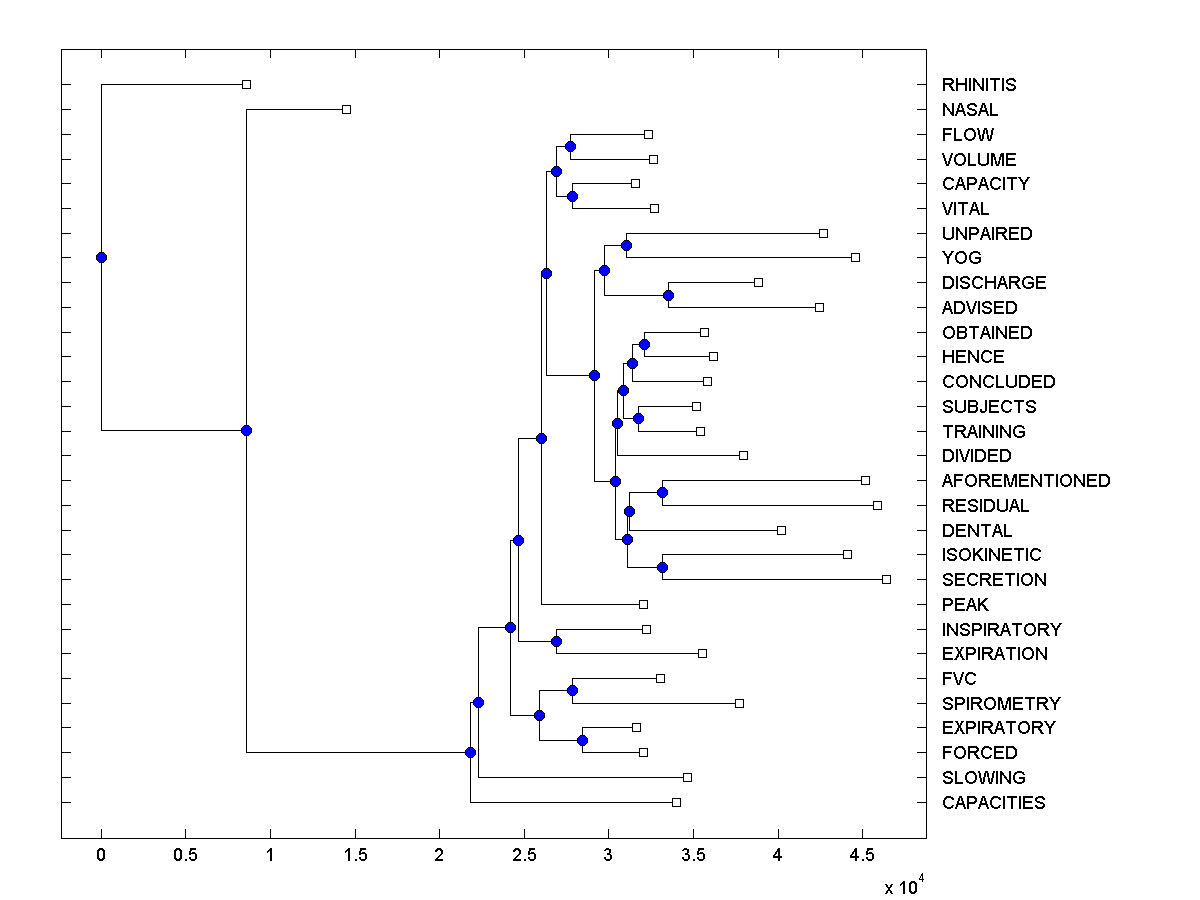 RHINITIS
NASAL
FLOW
VOLUME
CAPACITY
VITAL
UNPAIRED
YOG
DISCHARGE
ADVISED
OBTAINED
HENCE
CONCLUDED
SUBJECTS
TRAINING
DIVIDED
AFOREMENTIONED
RESIDUAL
DENTAL
ISOKINETIC
SECRETION
PEAK
INSPIRATORY
EXPIRATION
FVC
SPIROMETRY
EXPIRATORY
FORCED
SLOWING
CAPACITIES
0 0.5 1 1.5 2 2.5 3 3.5 4 4.5
x 10^4